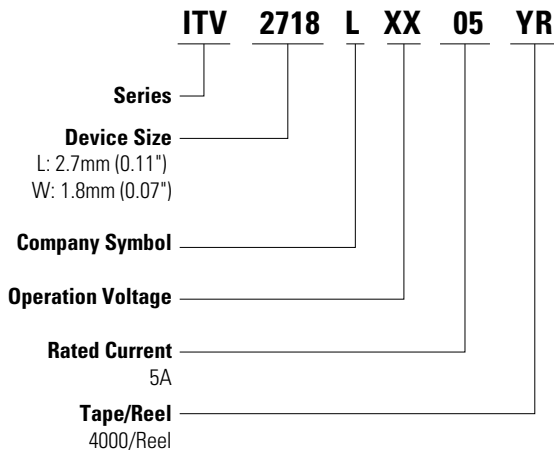 ITV 2718 L XX 05 YR
Series
Device Size
L: 2.7mm (0.11")
W: 1.8mm (0.07")
Company Symbol
Operation Voltage
Rated Current
5A
Tape/Reel
4000/Reel